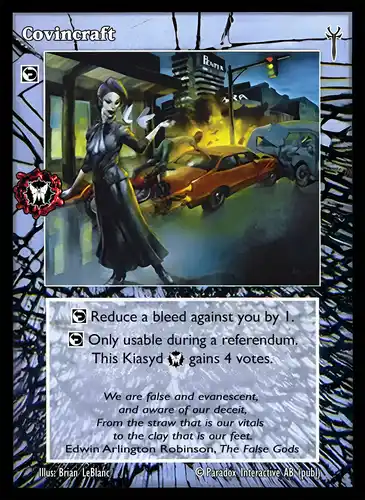 Covincraft
Reduce a bleed against you by 1.
Only usable during a referendum.
This Kiasyd gains 4 votes.
We are false and evanescent,
and aware of our deceit,
From the straw that is our vitals
to the clay that is our feet.
Edwin Arlington Robinson, The False Gods
Illus: Brian LeBlanc
© Paradox Interactive AB (publ)